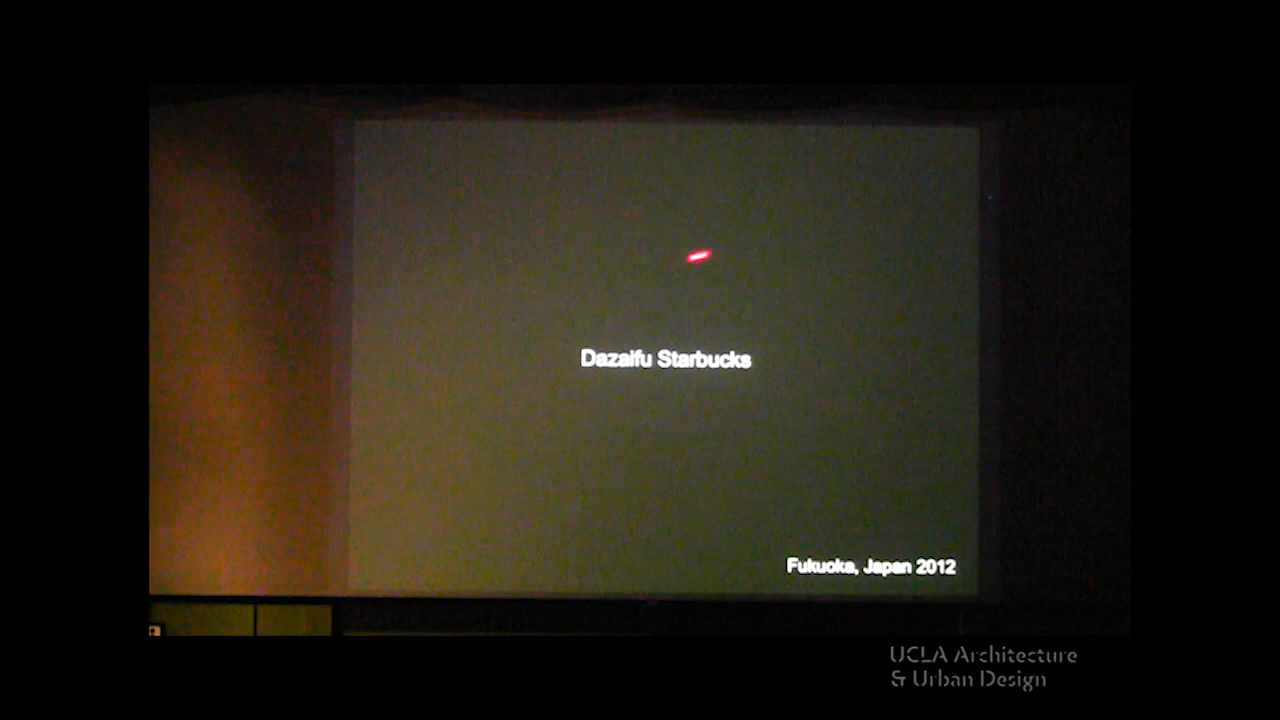 Dazaifu Starbucks
Fukuoka, Japan 2012
UCLA Architecture
& Urban Design